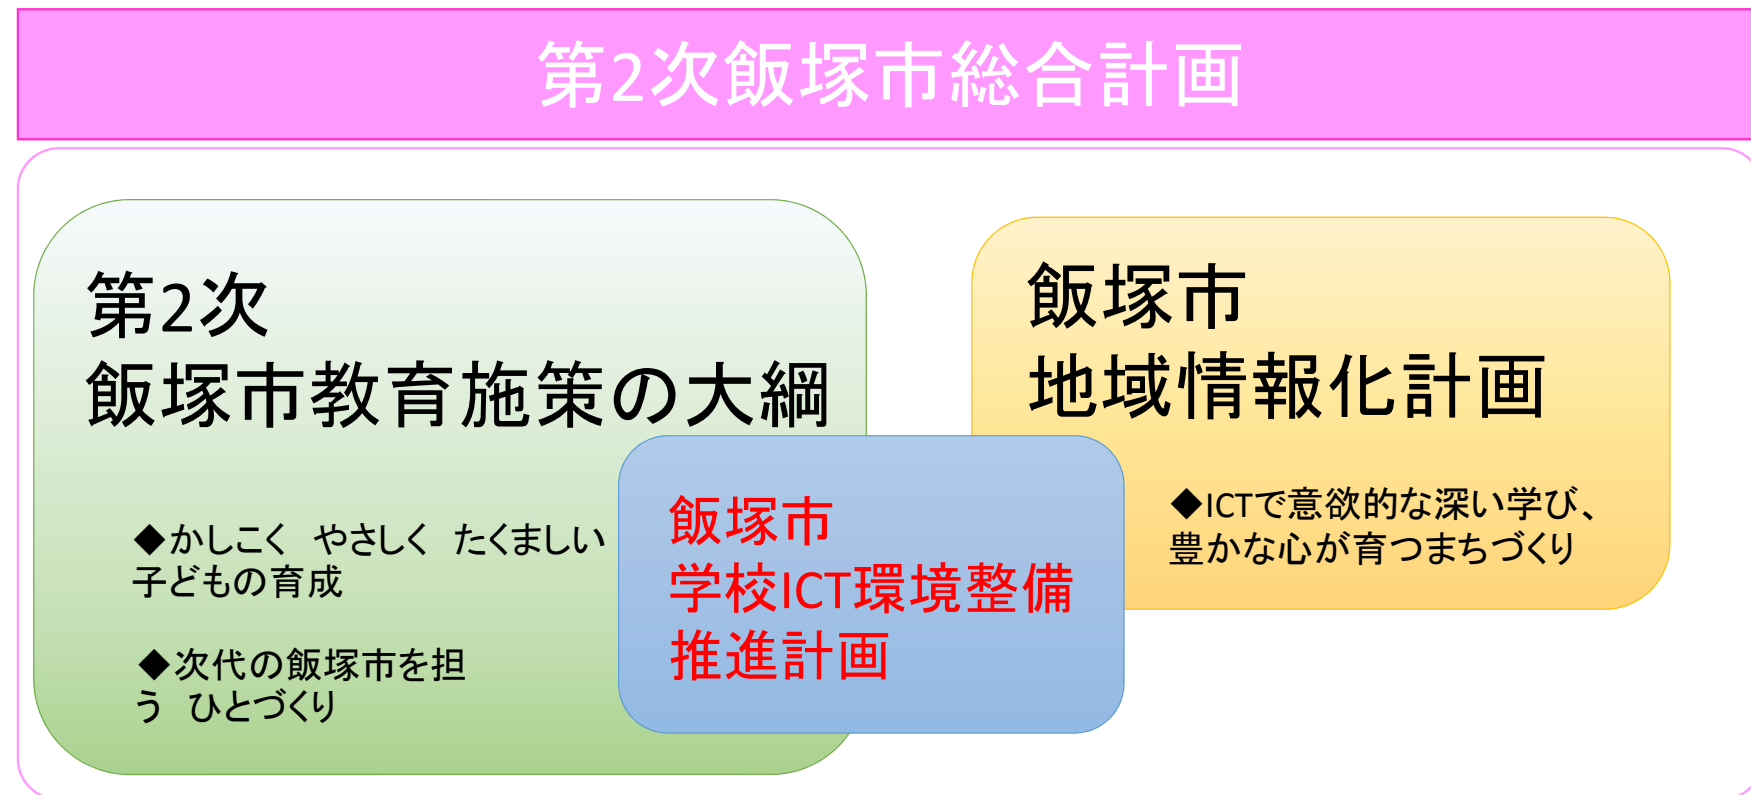 第2次飯塚市総合計画
第2次
飯塚市教育施策の大綱
◆かしこく　やさしく　たくましい
子どもの育成
◆次代の飯塚市を担
う　ひとづくり
飯塚市
学校ICT環境整備
推進計画
飯塚市
地域情報化計画
◆ICTで意欲的な深い学び、
豊かな心が育つまちづくり